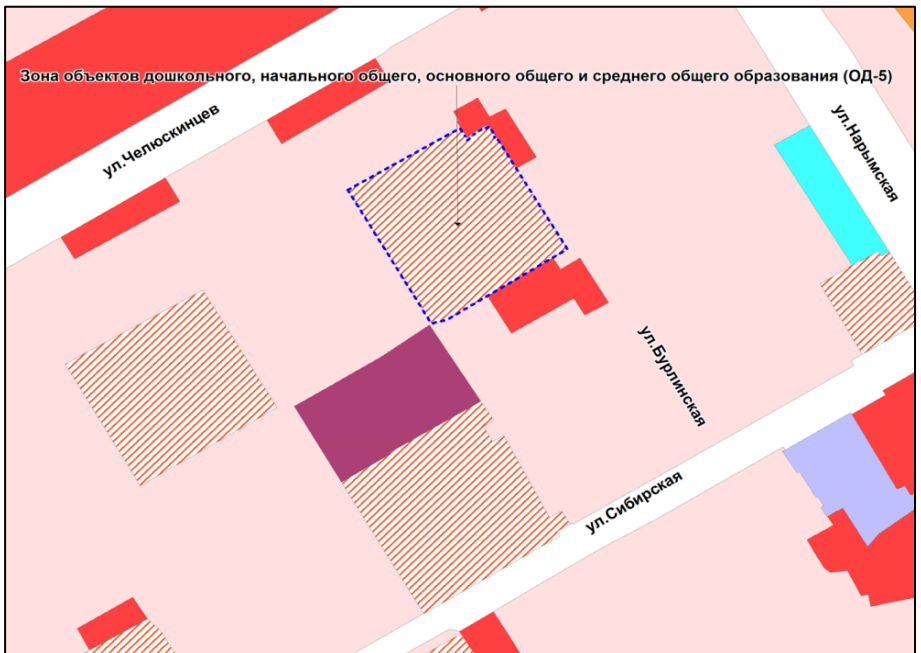 Зона объектов дошкольного, начального общего, основного общего и среднего общего образования (ОД-5)
ул.Челюскинцев
ул.Нарымская
ул.Бурлинская
ул.Сибирская